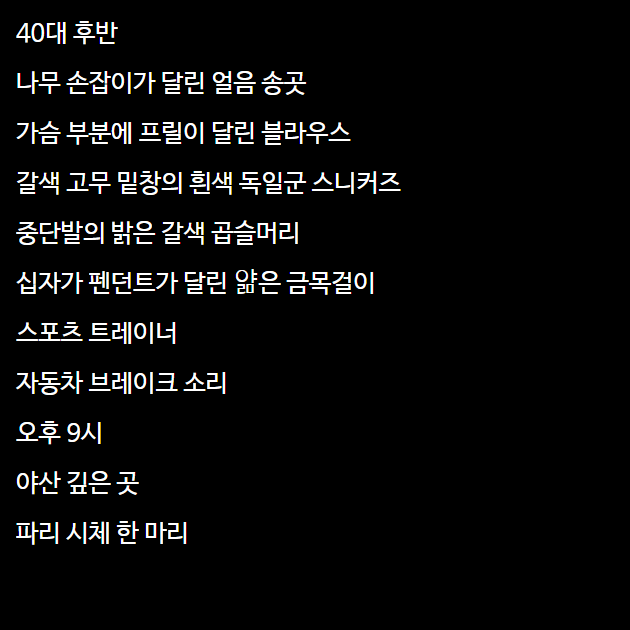 40대 후반
나무 손잡이가 달린 얼음 송곳
가슴 부분에 프릴이 달린 블라우스
갈색 고무 밑창의 흰색 독일군 스니커즈
중단발의 밝은 갈색 곱슬머리
십자가 펜던트가 달린 얊은 금목걸이
스포츠 트레이너
자동차 브레이크 소리
오후 9시
야산 깊은 곳
파리 시체 한 마리